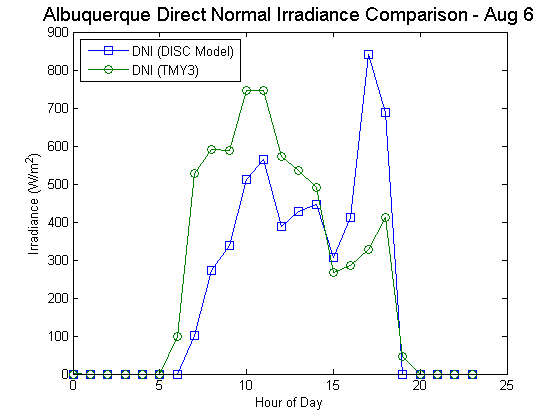 Albuquerque Direct Normal Irradiance Comparison - Aug 6
DNI (DISC Model)
DNI (TMY3)
Irradiance (W/m²)
900
800
700
600
500
400
300
200
100
0
0 5 10 15 20 25
Hour of Day